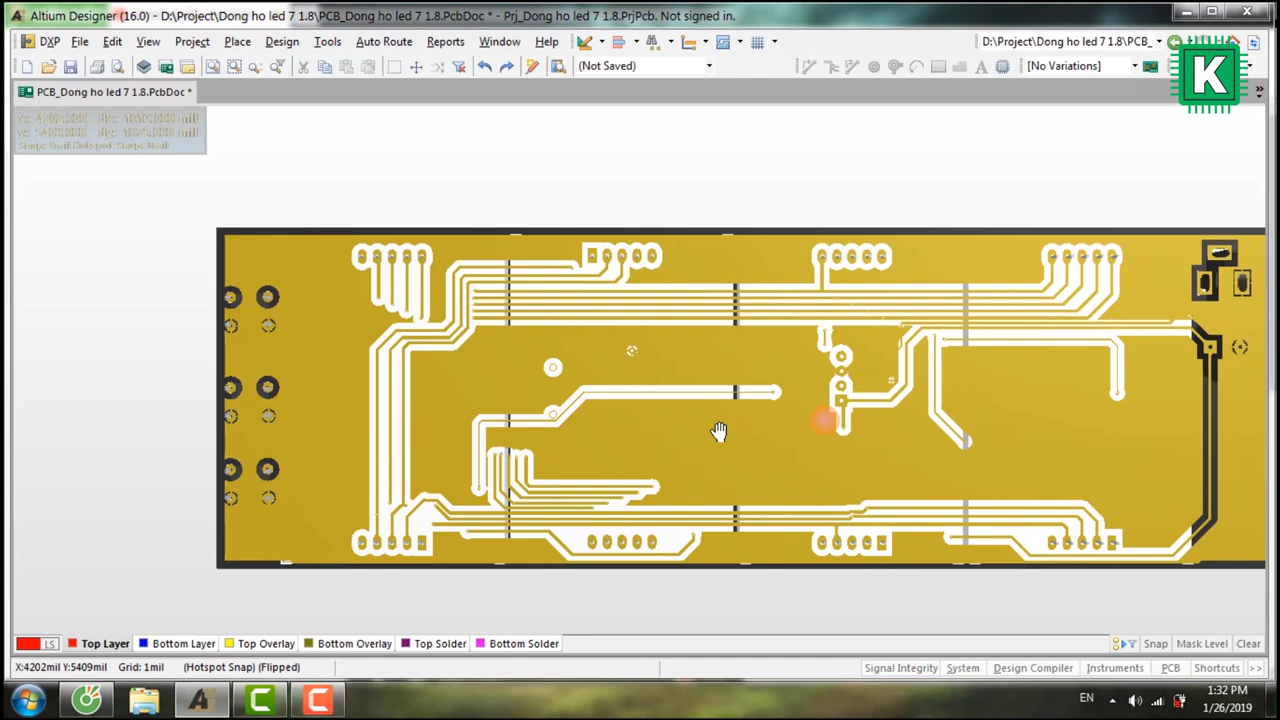 Altium Designer (16.0) - D:\Project\Dong ho led 7 1.8\PCB_Dong ho led 7 1.8.PcbDoc * - Prj_Dong ho led 7 1.8.PrjPcb. Not signed in.
DXP File Edit View Project Place Design Tools Auto Route Reports Window Help D:\Project\Dong ho led 7 1.8\PCB_
(Not Saved) [No Variations] K
PCB_Dong ho led 7 1.8.PcbDoc *
LS Top Layer Bottom Layer Top Overlay Bottom Overlay Top Solder Bottom Solder Snap Mask Level Clear
X:4202mil Y:5409mil Grid: 1mil (Hotspot Snap) (Flipped) Signal Integrity System Design Compiler Instruments PCB Shortcuts >>
EN 1:32 PM
1/26/2019